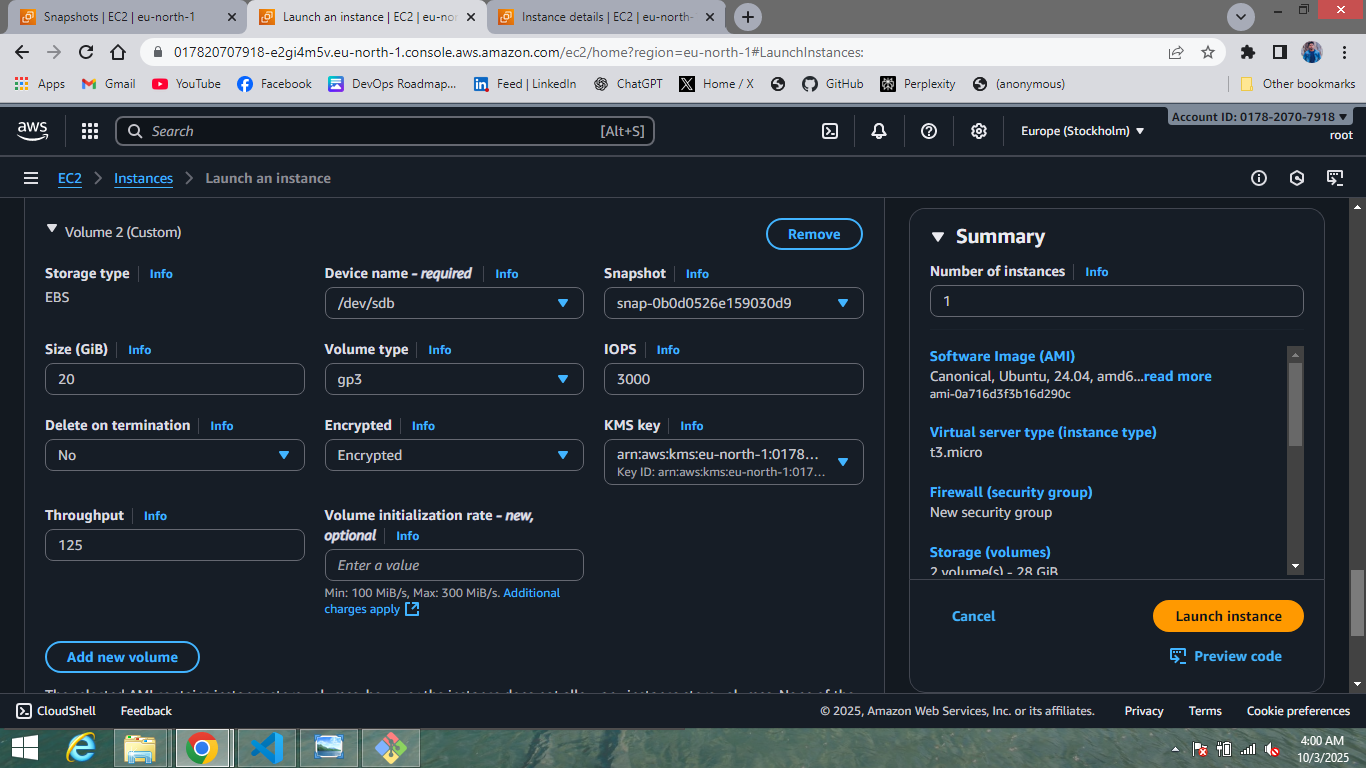 Snapshots | EC2 | eu-north-1
Launch an instance | EC2 | eu-nor
Instance details | EC2 | eu-north-
017820707918-e2gi4m5v.eu-north-1.console.aws.amazon.com/ec2/home?region=eu-north-1#LaunchInstances:
Apps Gmail YouTube Facebook DevOps Roadmap... Feed | LinkedIn ChatGPT Home / X GitHub Perplexity (anonymous) Other bookmarks
aws Search [Alt+S] Europe (Stockholm) Account ID: 0178-2070-7918
root
EC2 Instances Launch an instance
Volume 2 (Custom) Remove
Storage type Info Device name - required Info Snapshot Info
EBS /dev/sdb snap-0b0d0526e159030d9
Size (GiB) Info Volume type Info IOPS Info
20 gp3 3000
Delete on termination Info Encrypted Info KMS key Info
No Encrypted arn:aws:kms:eu-north-1:0178...
Key ID: arn:aws:kms:eu-north-1:017...
Throughput Info Volume initialization rate - new,
optional Info
125 Enter a value
Min: 100 MiB/s, Max: 300 MiB/s. Additional
charges apply
Add new volume
Summary
Number of instances Info
1
Software Image (AMI)
Canonical, Ubuntu, 24.04, amd6...read more
ami-0a716d3f3b16d290c
Virtual server type (instance type)
t3.micro
Firewall (security group)
New security group
Storage (volumes)
2 volume(s) - 28 GiB
Cancel Launch instance
Preview code
CloudShell Feedback © 2025, Amazon Web Services, Inc. or its affiliates. Privacy Terms Cookie preferences
4:00 AM
10/3/2025